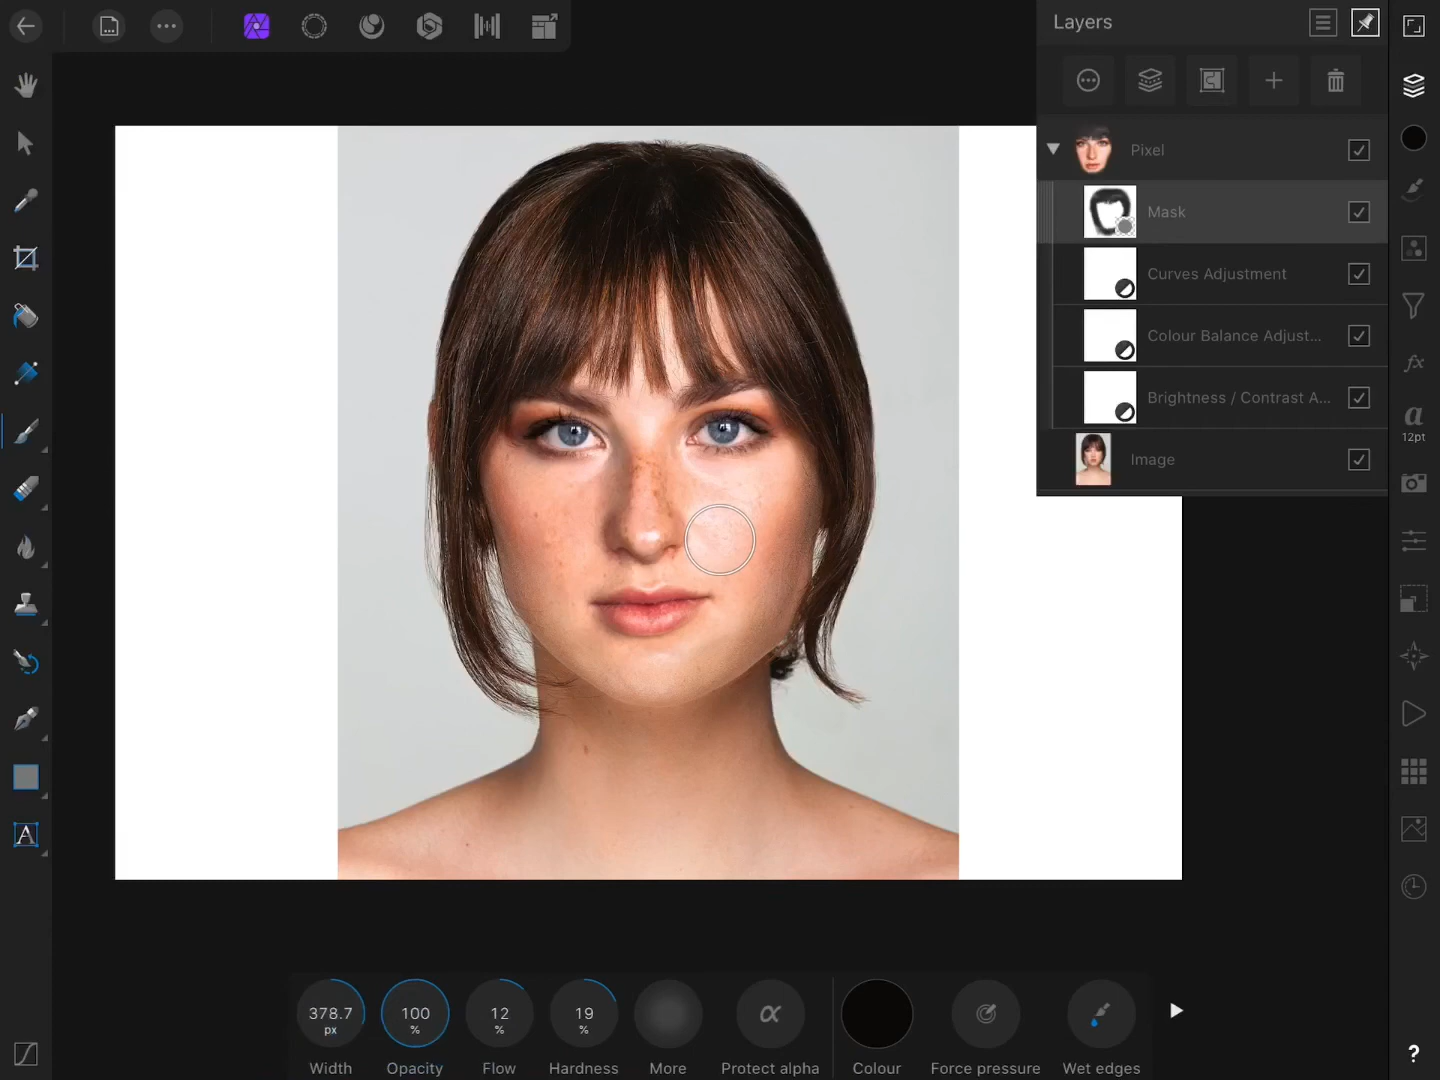 Layers
Pixel
Mask
Curves Adjustment
Colour Balance Adjust...
Brightness / Contrast A...
Image
a
12pt
fx
A
378.7
px
100
%
12
%
19
%
α
Width
Opacity
Flow
Hardness
More
Protect alpha
Colour
Force pressure
Wet edges
?